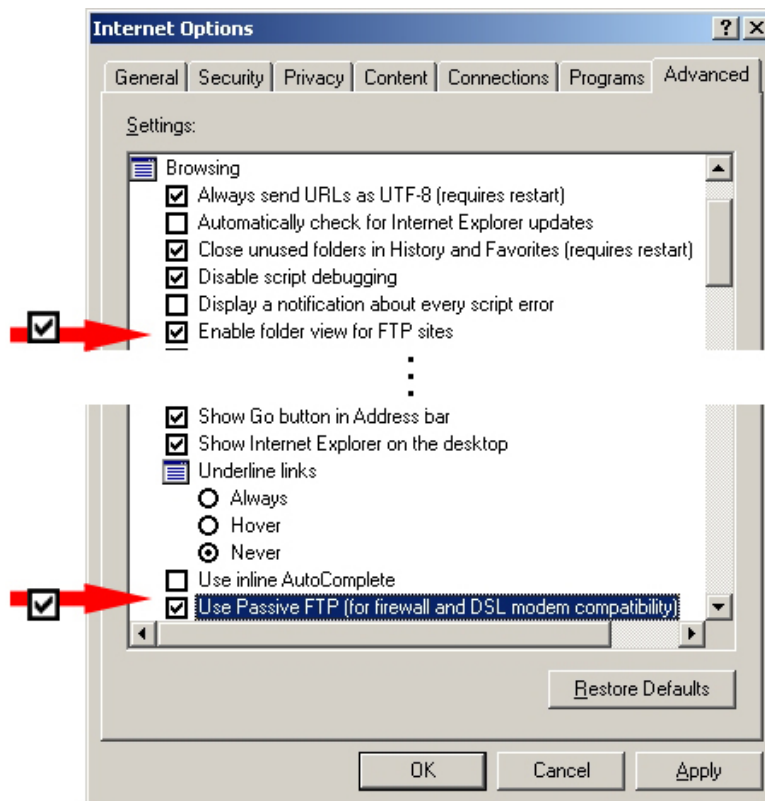 Internet Options
General Security Privacy Content Connections Programs Advanced
Settings:
Browsing
Always send URLs as UTF-8 (requires restart)
Automatically check for Internet Explorer updates
Close unused folders in History and Favorites (requires restart)
Disable script debugging
Display a notification about every script error
Enable folder view for FTP sites
Show Go button in Address bar
Show Internet Explorer on the desktop
Underline links
Always
Hover
Never
Use inline AutoComplete
Use Passive FTP (for firewall and DSL modem compatibility)
Restore Defaults
OK Cancel Apply